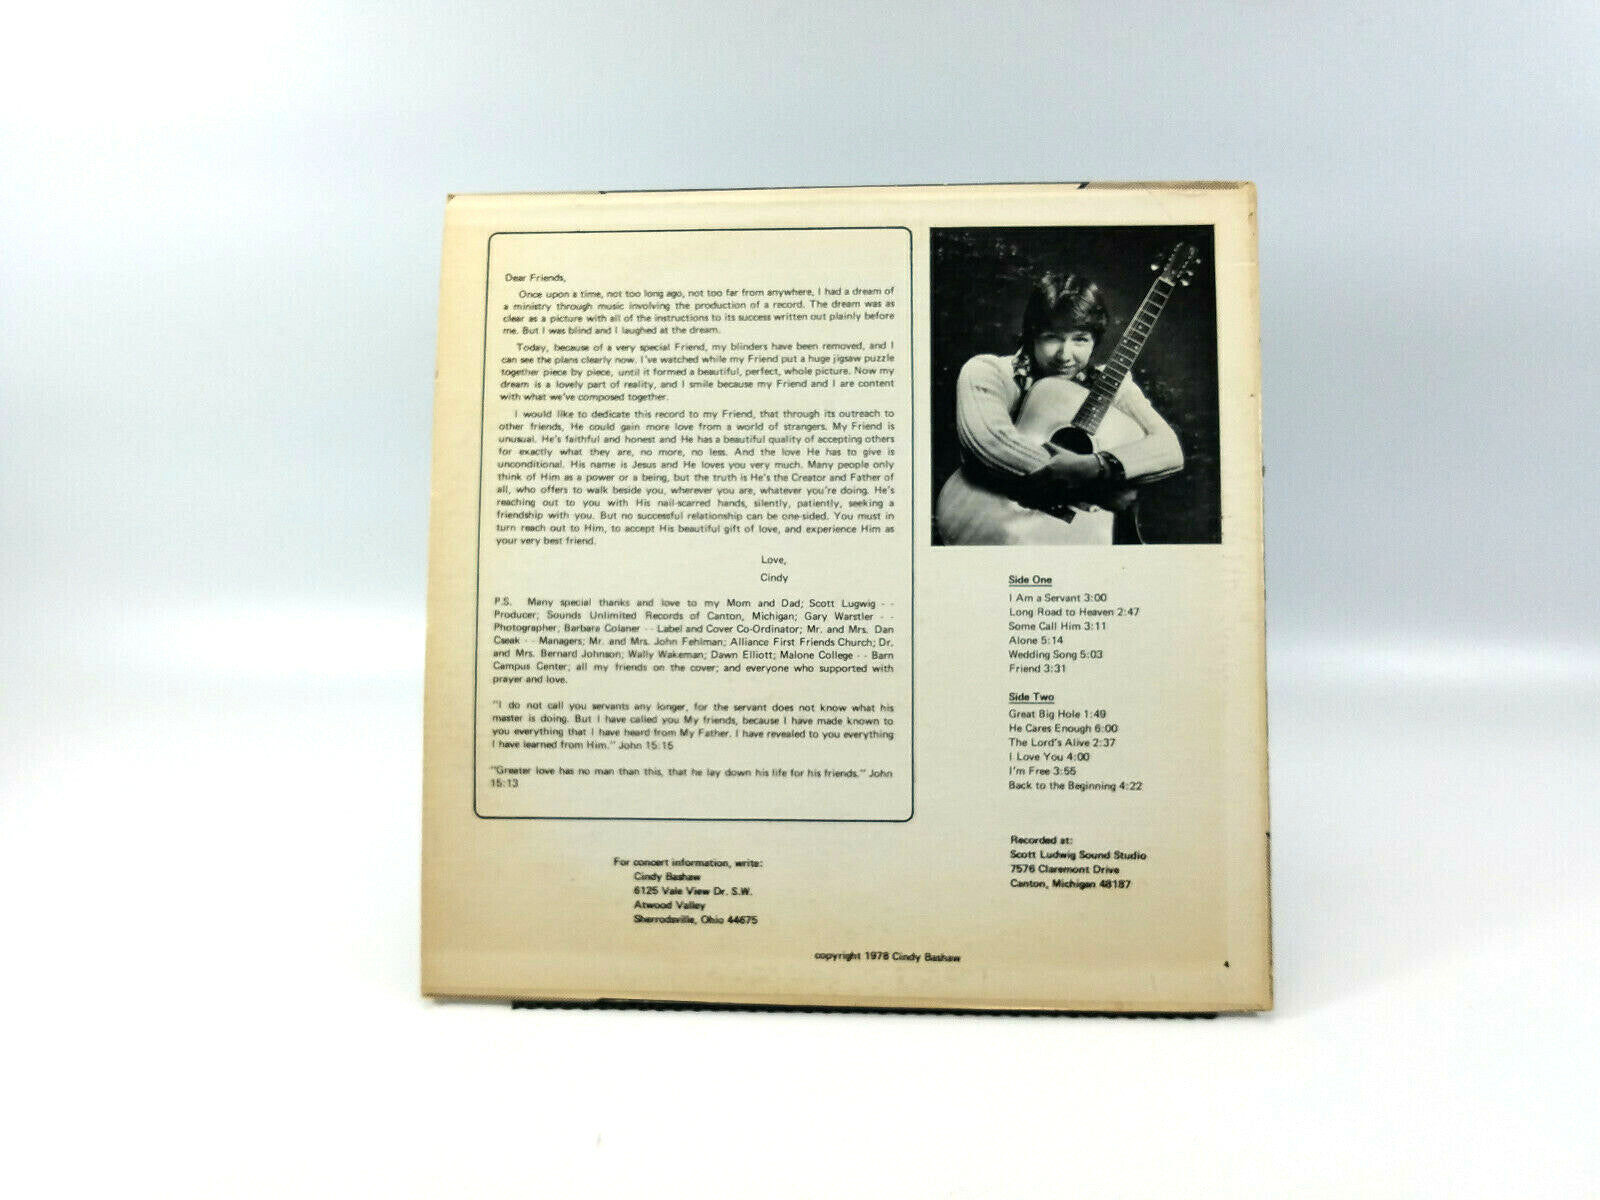 Dear Friends,
Once upon a time, not too long ago, not too far from anywhere, I had a dream of
a ministry through music involving the production of a record. The dream was as
clear as a picture with all of the instructions to its success written out plainly before
me. But I was blind and I laughed at the dream.
Today, because of a very special Friend, my blinders have been removed, and I
can see the plans clearly now. I've watched while my Friend put a huge jigsaw puzzle
together piece by piece, until it formed a beautiful, perfect, whole picture. Now my
dream is a lovely part of reality, and I smile because my Friend and I are content
with what we've composed together.
I would like to dedicate this record to my Friend, that through its outreach to
other friends, He could gain more love from a world of strangers. My Friend is
unusual. He's faithful and honest and He has a beautiful quality of accepting others
for exactly what they are, no more, no less. And the love He has to give is
unconditional. His name is Jesus and He loves you very much. Many people only
think of Him as a power or a being, but the truth is He's the Creator and Father of
all, who offers to walk beside you, wherever you are, whatever you're doing. He's
reaching out to you with His nail-scarred hands, silently, patiently, seeking a
friendship with you. But no successful relationship can be one-sided. You must in
turn reach out to Him, to accept His beautiful gift of love, and experience Him as
your very best friend.
Love,
Cindy
P.S. Many special thanks and love to my Mom and Dad; Scott Lugwig - -
Producer; Sounds Unlimited Records of Canton, Michigan; Gary Warstler - -
Photographer; Barbara Colaner - - Label and Cover Co-Ordinator; Mr. and Mrs. Dan
Cseak - - Managers; Mr. and Mrs. John Fehlman; Alliance First Friends Church; Dr.
and Mrs. Bernard Johnson; Wally Wakeman; Dawn Elliott; Malone College - - Barn
Campus Center; all my friends on the cover; and everyone who supported with
prayer and love.
"I do not call you servants any longer, for the servant does not know what his
master is doing. But I have called you My friends, because I have made known to
you everything that I have heard from My Father. I have revealed to you everything
I have learned from Him." John 15:15
"Greater love has no man than this, that he lay down his life for his friends." John
15:13
For concert information, write:
Cindy Bashaw
6125 Vale View Dr. S.W.
Atwood Valley
Sherrodsville, Ohio 44675
Side One
I Am a Servant 3:00
Long Road to Heaven 2:47
Some Call Him 3:11
Alone 5:14
Wedding Song 5:03
Friend 3:31
Side Two
Great Big Hole 1:49
He Cares Enough 6:00
The Lord's Alive 2:37
I Love You 4:00
I'm Free 3:55
Back to the Beginning 4:22
Recorded at:
Scott Ludwig Sound Studio
7576 Claremont Drive
Canton, Michigan 48187
copyright 1978 Cindy Bashaw
4